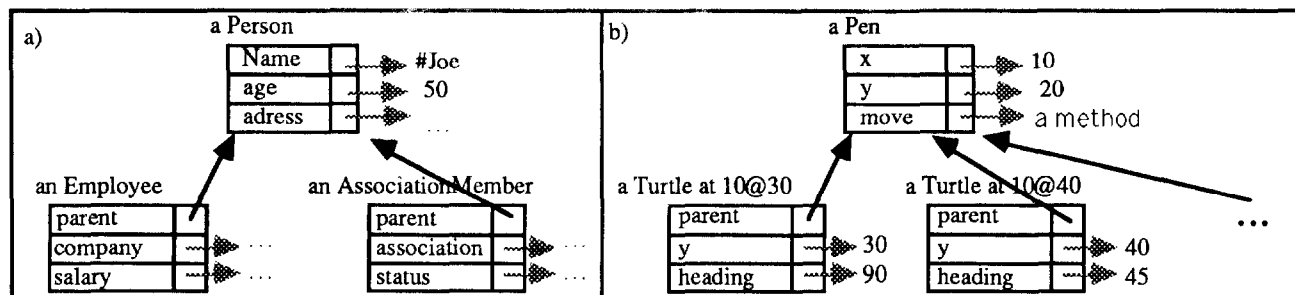 a)
a Person
Name
#Joe
age
50
adress
...
an Employee
parent
company
...
salary
...
an AssociationMember
parent
association
...
status
...
b)
a Pen
x
10
y
20
move
a method
a Turtle at 10@30
parent
y
30
heading
90
a Turtle at 10@40
parent
y
40
heading
45
...